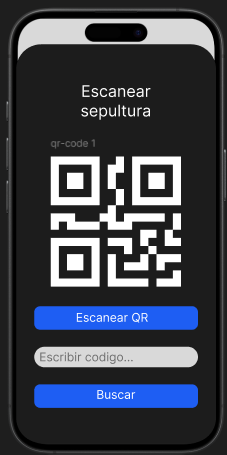 Escanear
sepultura
qr-code 1
Escanear QR
Escribir codigo...
Buscar